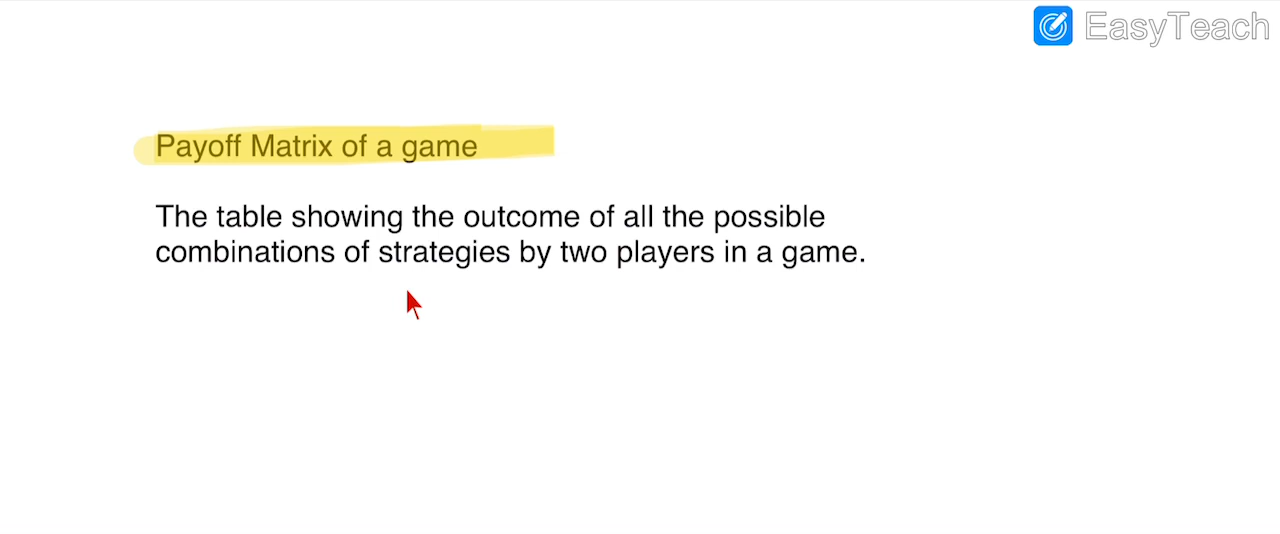 EasyTeach
Payoff Matrix of a game
The table showing the outcome of all the possible
combinations of strategies by two players in a game.